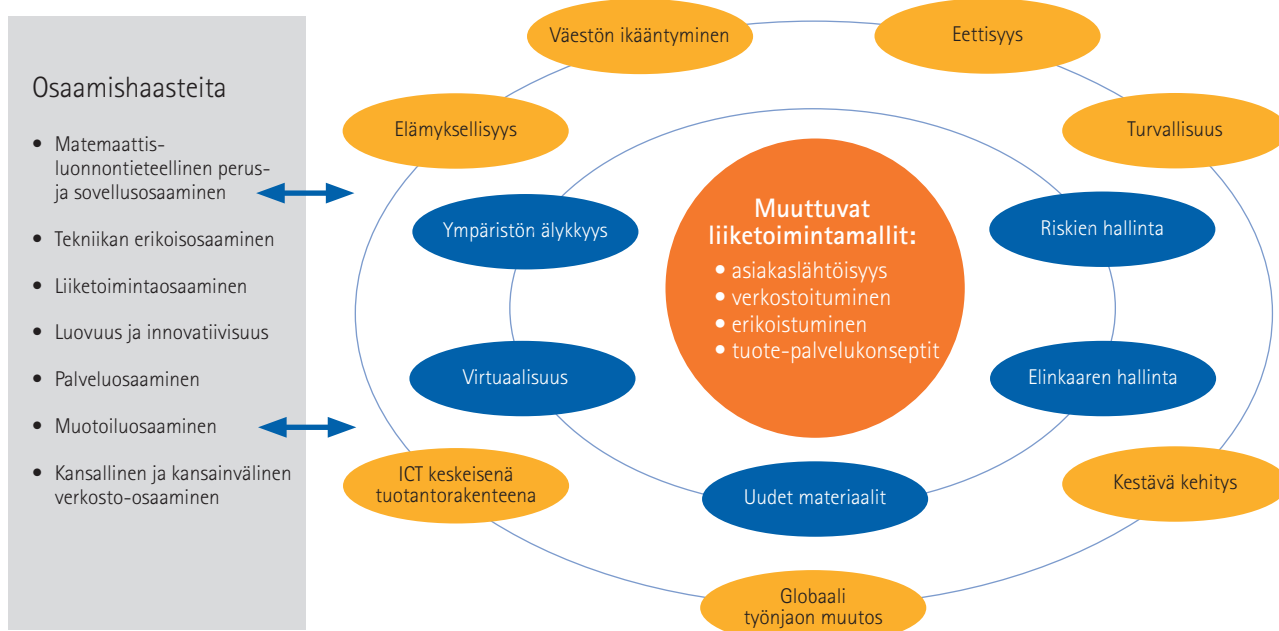 Osaamishaasteita
• Matemaattis-
luonnontieteellinen perus-
ja sovellusosaaminen
• Tekniikan erikoisosaaminen
• Liiketoimintaosaaminen
• Luovuus ja innovatiivisuus
• Palveluosaaminen
• Muotoiluosaaminen
• Kansallinen ja kansainvälinen
verkosto-osaaminen
Väestön ikääntyminen
Eettisyys
Elämyksellisyys
Turvallisuus
Ympäristön älykkyys
Riskien hallinta
Muuttuvat
liiketoimintamallit:
• asiakaslähtöisyys
• verkostoituminen
• erikoistuminen
• tuote-palvelukonseptit
Virtuaalisuus
Elinkaaren hallinta
ICT keskeisenä
tuotantorakenteena
Uudet materiaalit
Kestävä kehitys
Globaali
työnjaon muutos